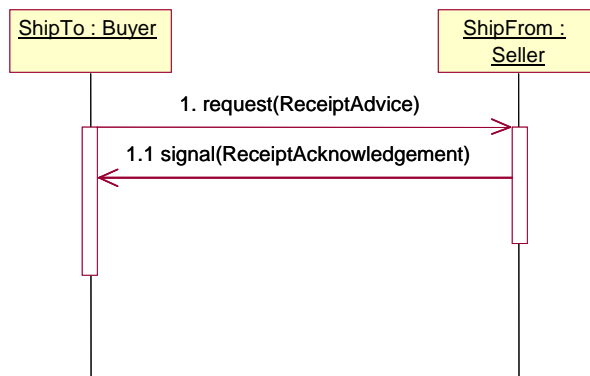 ShipTo : Buyer
ShipFrom :
Seller
1. request(ReceiptAdvice)
1.1 signal(ReceiptAcknowledgement)